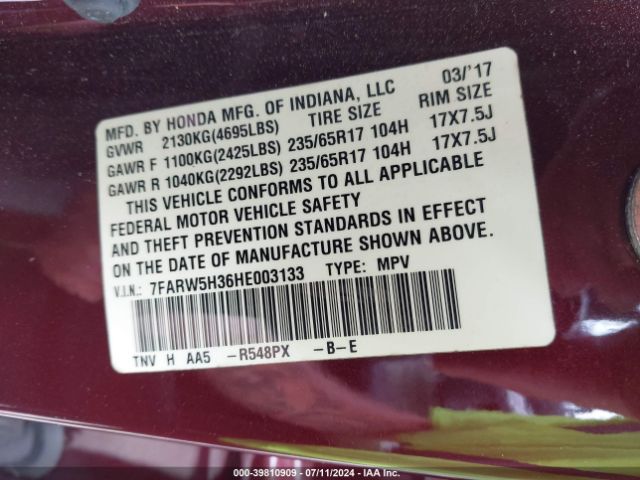 MFD. BY HONDA MFG. OF INDIANA, LLC 03/'17
GVWR 2130KG(4695LBS) TIRE SIZE RIM SIZE
GAWR F 1100KG(2425LBS) 235/65R17 104H 17X7.5J
GAWR R 1040KG(2292LBS) 235/65R17 104H 17X7.5J
THIS VEHICLE CONFORMS TO ALL APPLICABLE
FEDERAL MOTOR VEHICLE SAFETY
AND THEFT PREVENTION STANDARDS IN EFFECT
ON THE DATE OF MANUFACTURE SHOWN ABOVE.
V.I.N.: 7FARW5H36HE003133 TYPE: MPV
TNV H AA5 -R548PX -B-E
000-39810909 - 07/11/2024 - IAA Inc.